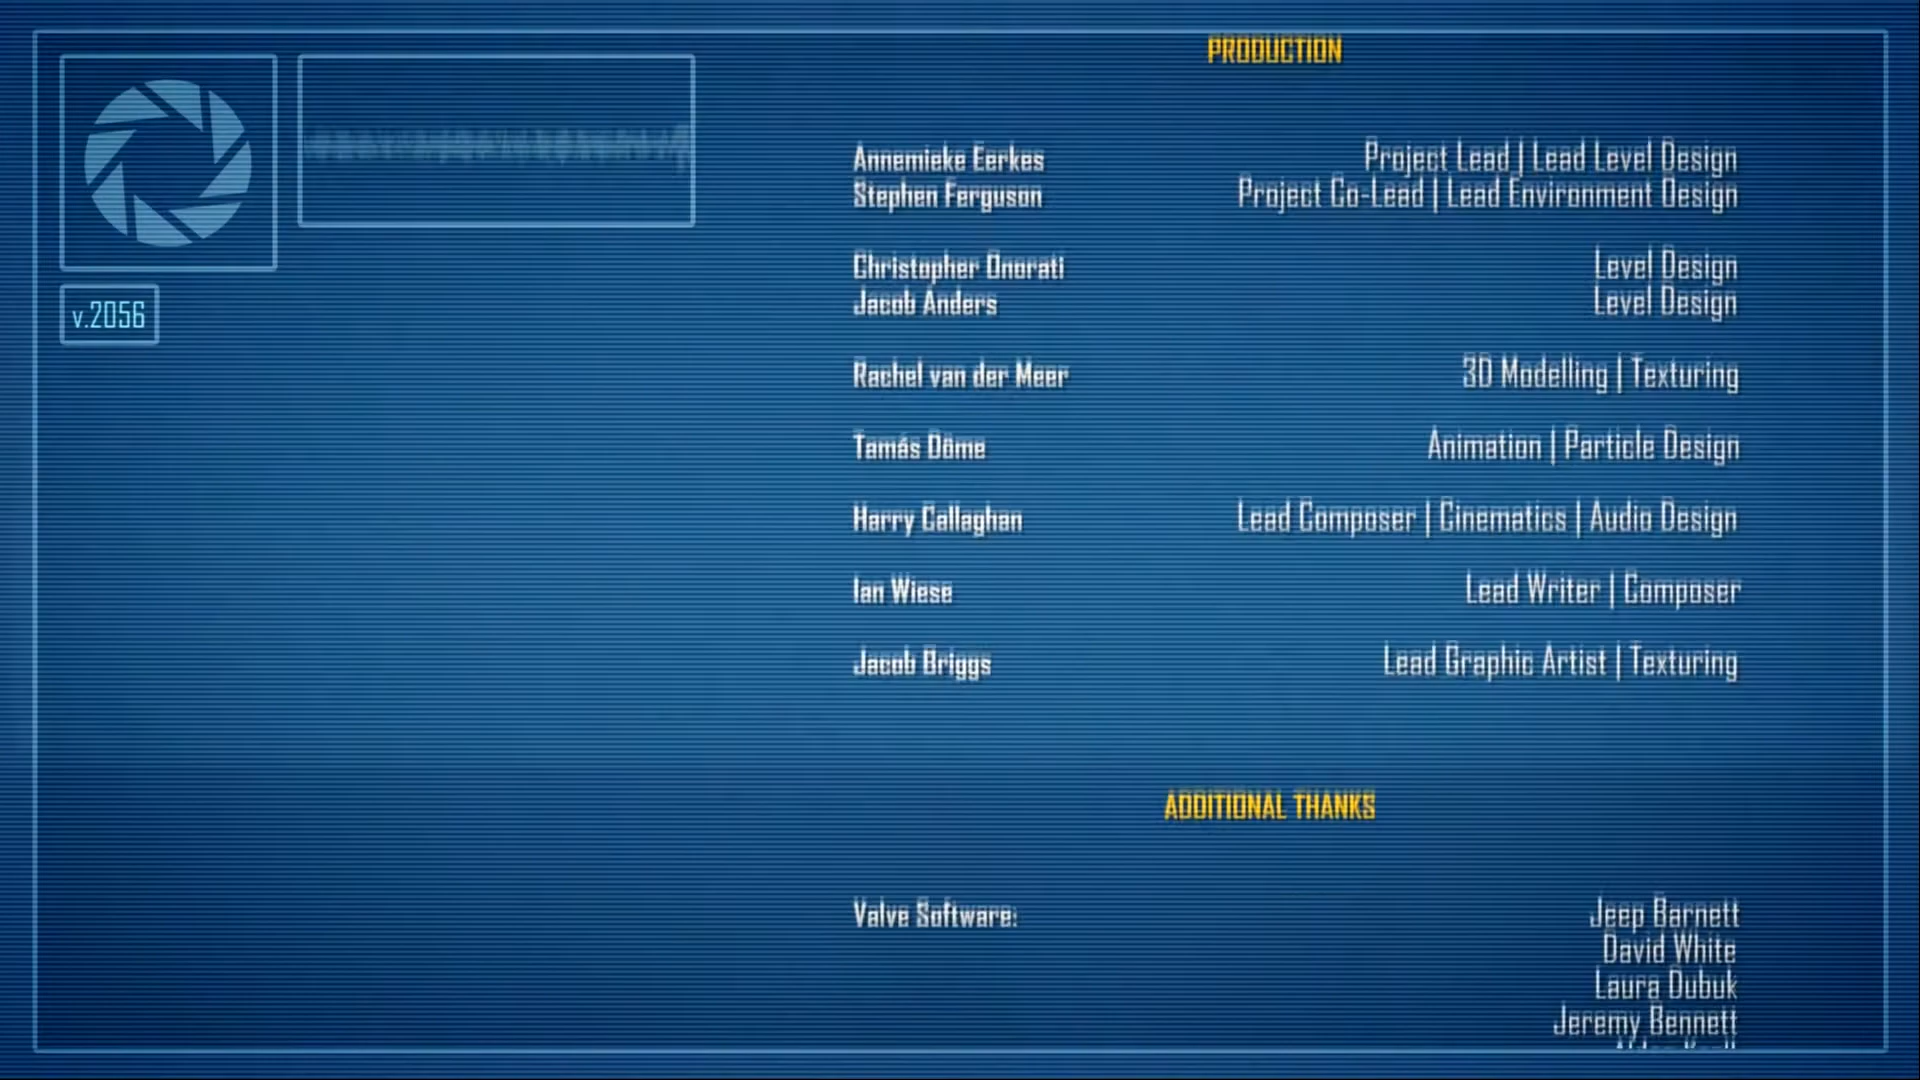 PRODUCTION
v.2056
Annemieke Eerkes Project Lead | Lead Level Design
Stephen Ferguson Project Co-Lead | Lead Environment Design
Christopher Onorati Level Design
Jacob Anders Level Design
Rachel van der Meer 3D Modelling | Texturing
Tamás Döme Animation | Particle Design
Harry Callaghan Lead Composer | Cinematics | Audio Design
Ian Wiese Lead Writer | Composer
Jacob Briggs Lead Graphic Artist | Texturing
ADDITIONAL THANKS
Valve Software: Jeep Barnett
David White
Laura Dubuk
Jeremy Bennett